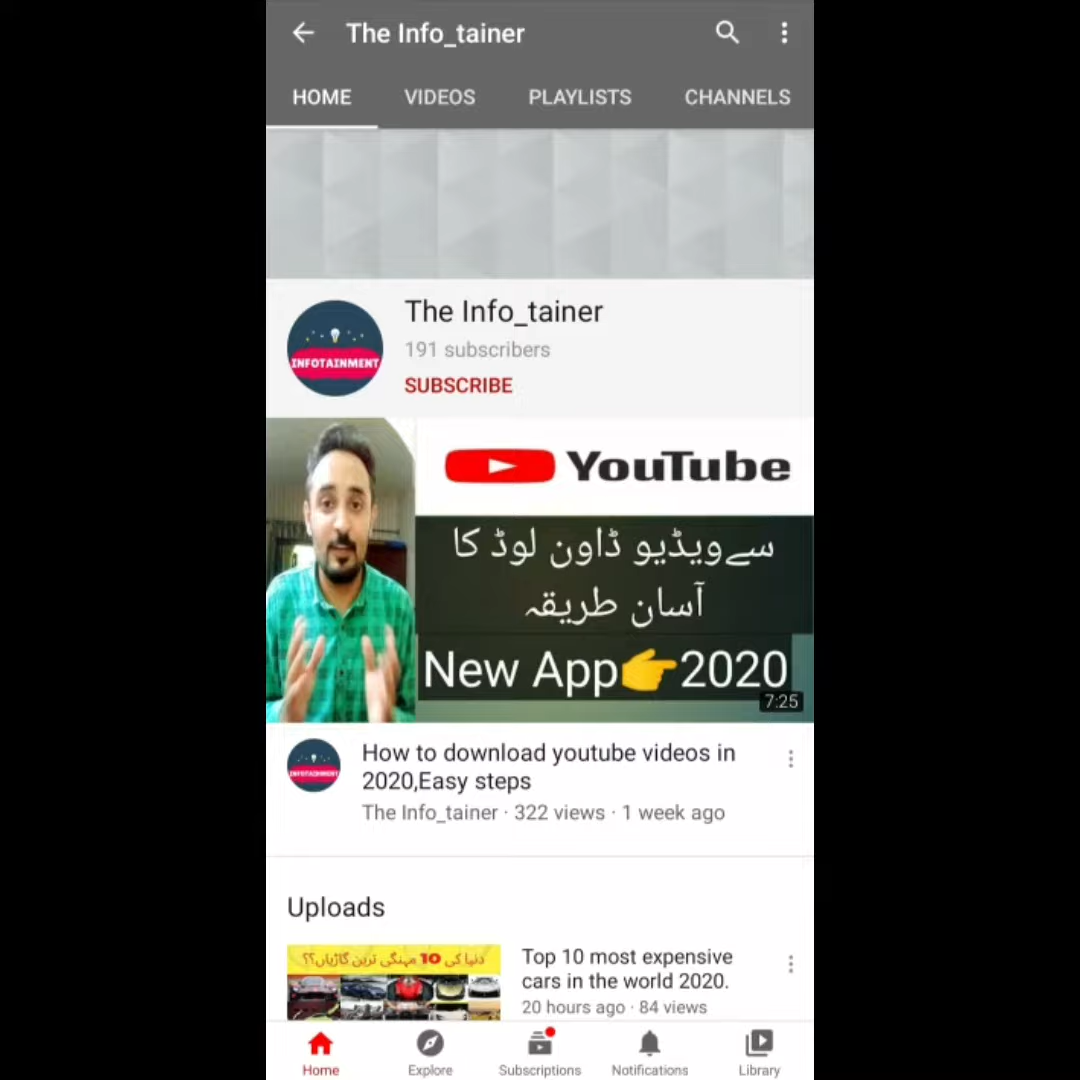 The Info_tainer
HOME VIDEOS PLAYLISTS CHANNELS
The Info_tainer
191 subscribers
INFOTAINMENT
SUBSCRIBE
YouTube
سےویڈیو ڈاون لوڈ کا
آسان طریقہ
New App👉2020
7:25
How to download youtube videos in
2020,Easy steps
INFOTAINMENT
The Info_tainer · 322 views · 1 week ago
Uploads
دنیا کی 10 مہنگی ترین گاڑیاں؟؟
Top 10 most expensive
cars in the world 2020.
20 hours ago · 84 views
Home Explore Subscriptions Notifications Library